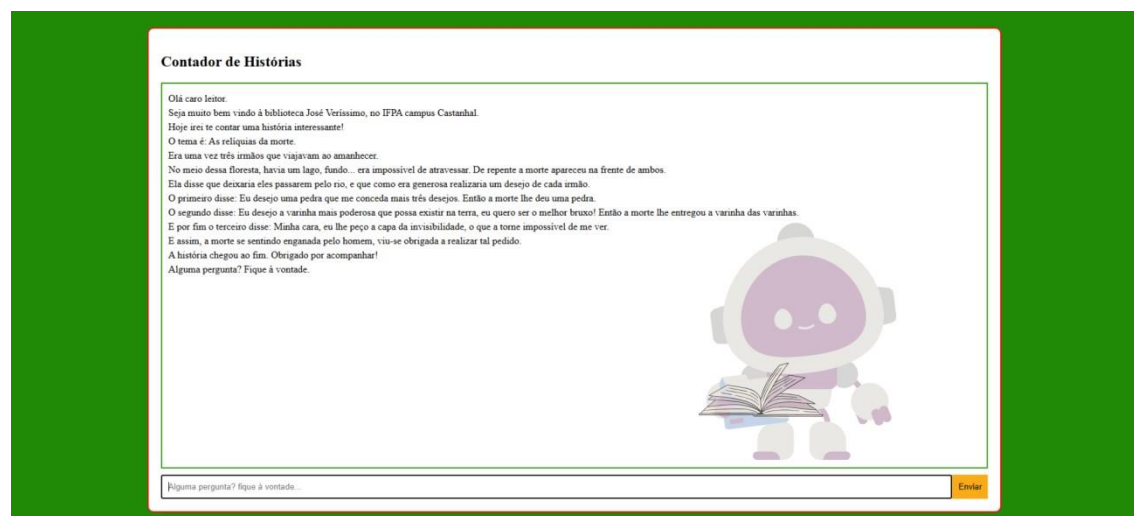 Contador de Histórias
Olá caro leitor.
Seja muito bem vindo à biblioteca José Veríssimo, no IFPA campus Castanhal.
Hoje irei te contar uma história interessante!
O tema é: As relíquias da morte.
Era uma vez três irmãos que viajavam ao amanhecer.
No meio dessa floresta, havia um lago, fundo... era impossível de atravessar. De repente a morte apareceu na frente de ambos.
Ela disse que deixaria eles passarem pelo rio, e que como era generosa realizaria um desejo de cada irmão.
O primeiro disse: Eu desejo uma pedra que me conceda mais três desejos. Então a morte lhe deu uma pedra.
O segundo disse: Eu desejo a varinha mais poderosa que possa existir na terra, eu quero ser o melhor bruxo! Então a morte lhe entregou a varinha das varinhas.
E por fim o terceiro disse: Minha cara, eu lhe peço a capa da invisibilidade, o que a torne impossível de me ver.
E assim, a morte se sentindo enganada pelo homem, viu-se obrigada a realizar tal pedido.
A história chegou ao fim. Obrigado por acompanhar!
Alguma pergunta? Fique à vontade.
Alguma pergunta? fique à vontade...
Enviar